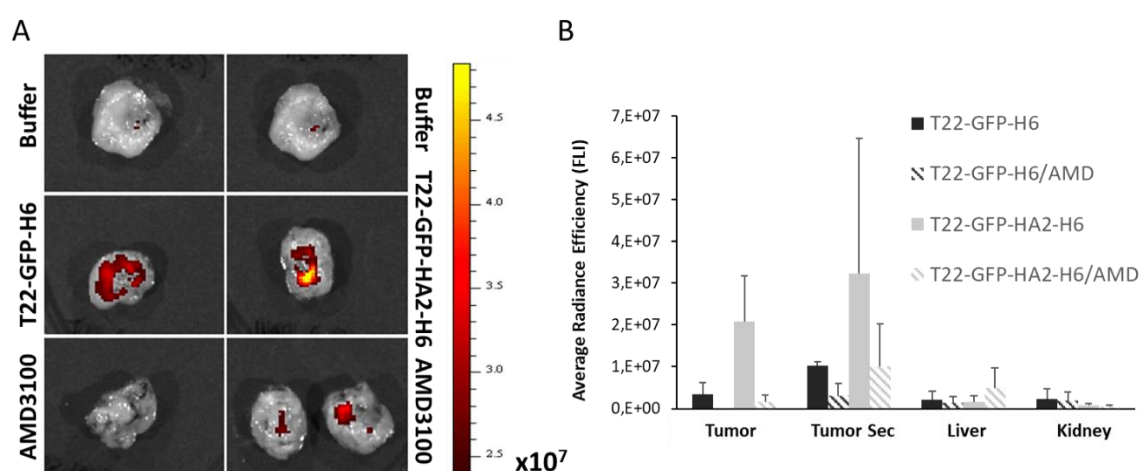 A
Buffer
T22-GFP-H6
AMD3100
Buffer
T22-GFP-HA2-H6
AMD3100
4.5
4.0
3.5
3.0
2.5
x10⁷
B
Average Radiance Efficiency (FLI)
7,E+07
6,E+07
5,E+07
4,E+07
3,E+07
2,E+07
1,E+07
0,E+00
Tumor
Tumor Sec
Liver
Kidney
T22-GFP-H6
T22-GFP-H6/AMD
T22-GFP-HA2-H6
T22-GFP-HA2-H6/AMD